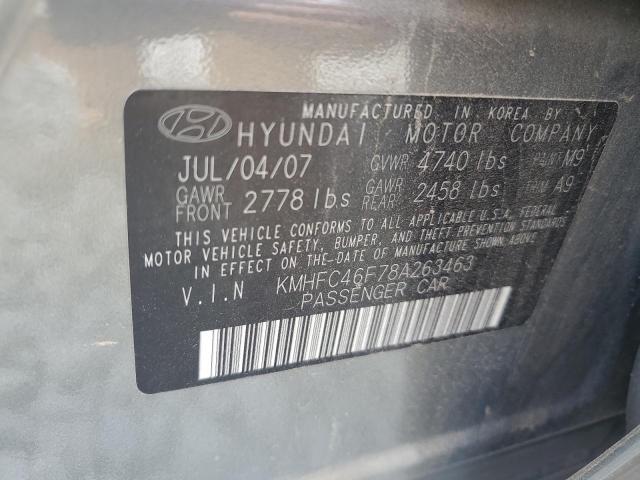 MANUFACTURED IN KOREA BY
HYUNDAI MOTOR COMPANY
JUL/04/07 GVWR 4740 lbs PAINT M9
GAWR FRONT 2778 lbs GAWR REAR 2458 lbs TRIM A9
THIS VEHICLE CONFORMS TO ALL APPLICABLE U.S.A. FEDERAL
MOTOR VEHICLE SAFETY, BUMPER, AND THEFT PREVENTION STANDARDS
IN EFFECT ON THE DATE OF MANUFACTURE SHOWN ABOVE.
V.I.N KMHFC46F78A263463
PASSENGER CAR